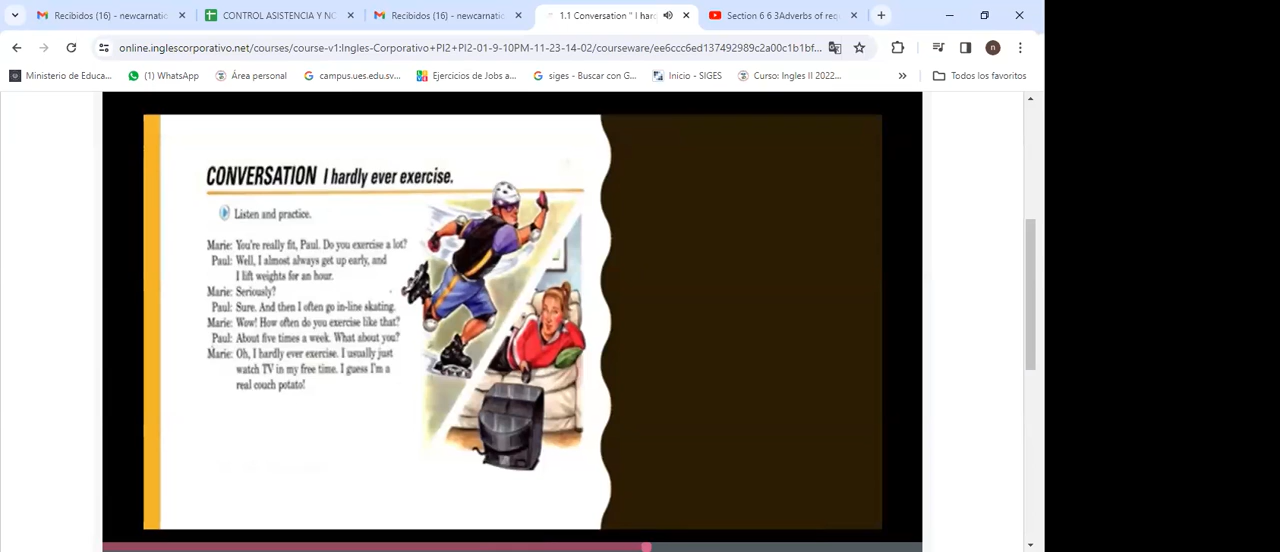 Recibidos (16) - newcarnatic
CONTROL ASISTENCIA Y NC
Recibidos (16) - newcarnatic
1.1 Conversation " I har
Section 6 6 3Adverbs of re
online.inglescorporativo.net/courses/course-v1:Ingles-Corporativo+PI2+PI2-01-9-10PM-11-23-14-02/courseware/ee6ccc6ed137492989c2a00c1b1bf...
Ministerio de Educa...
(1) WhatsApp
Área personal
campus.ues.edu.sv...
Ejercicios de Jobs a...
siges - Buscar con G...
Inicio - SIGES
Curso: Ingles II 2022...
Todos los favoritos
CONVERSATION I hardly ever exercise.
Listen and practice.
Marie: You're really fit, Paul. Do you exercise a lot?
Paul: Well, I almost always get up early, and
I lift weights for an hour.
Marie: Seriously?
Paul: Sure. And then I often go in-line skating.
Marie: Wow! How often do you exercise like that?
Paul: About five times a week. What about you?
Marie: Oh, I hardly ever exercise. I usually just
watch TV in my free time. I guess I'm a
real couch potato!